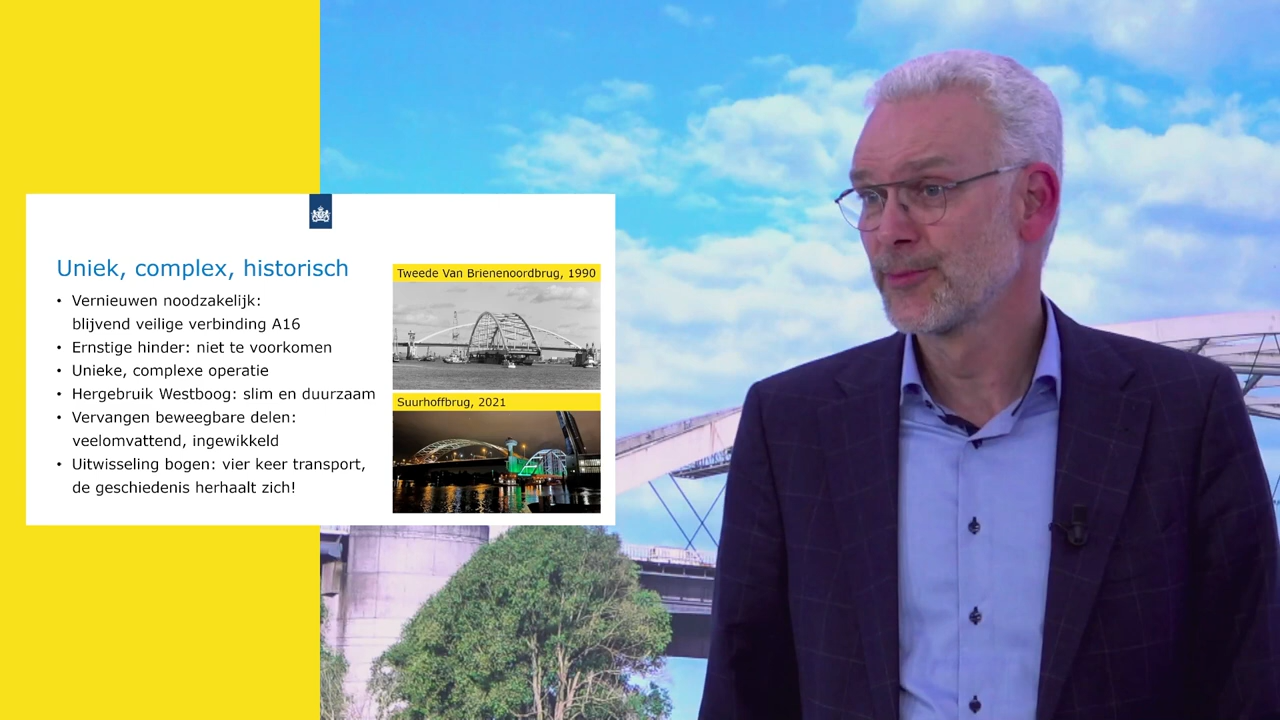 Uniek, complex, historisch
• Vernieuwen noodzakelijk:
blijvend veilige verbinding A16
• Ernstige hinder: niet te voorkomen
• Unieke, complexe operatie
• Hergebruik Westboog: slim en duurzaam
• Vervangen beweegbare delen:
veelomvattend, ingewikkeld
• Uitwisseling bogen: vier keer transport,
de geschiedenis herhaalt zich!
Tweede Van Brienenoordbrug, 1990
Suurhoffbrug, 2021